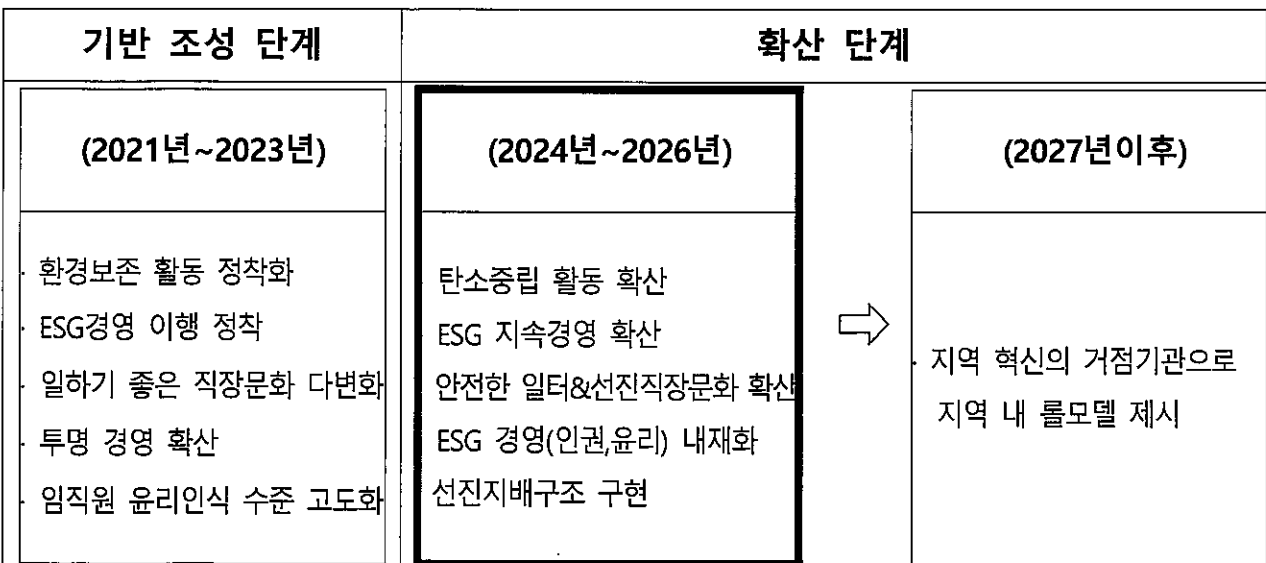 기반 조성 단계
확산 단계
(2021년~2023년)
· 환경보존 활동 정착화
· ESG경영 이행 정착
· 일하기 좋은 직장문화 다변화
· 투명 경영 확산
· 임직원 윤리인식 수준 고도화
(2024년~2026년)
탄소중립 활동 확산
ESG 지속경영 확산
안전한 일터&선진직장문화 확산
ESG 경영(인권,윤리) 내재화
선진지배구조 구현
⇨
(2027년이후)
· 지역 혁신의 거점기관으로
지역 내 롤모델 제시